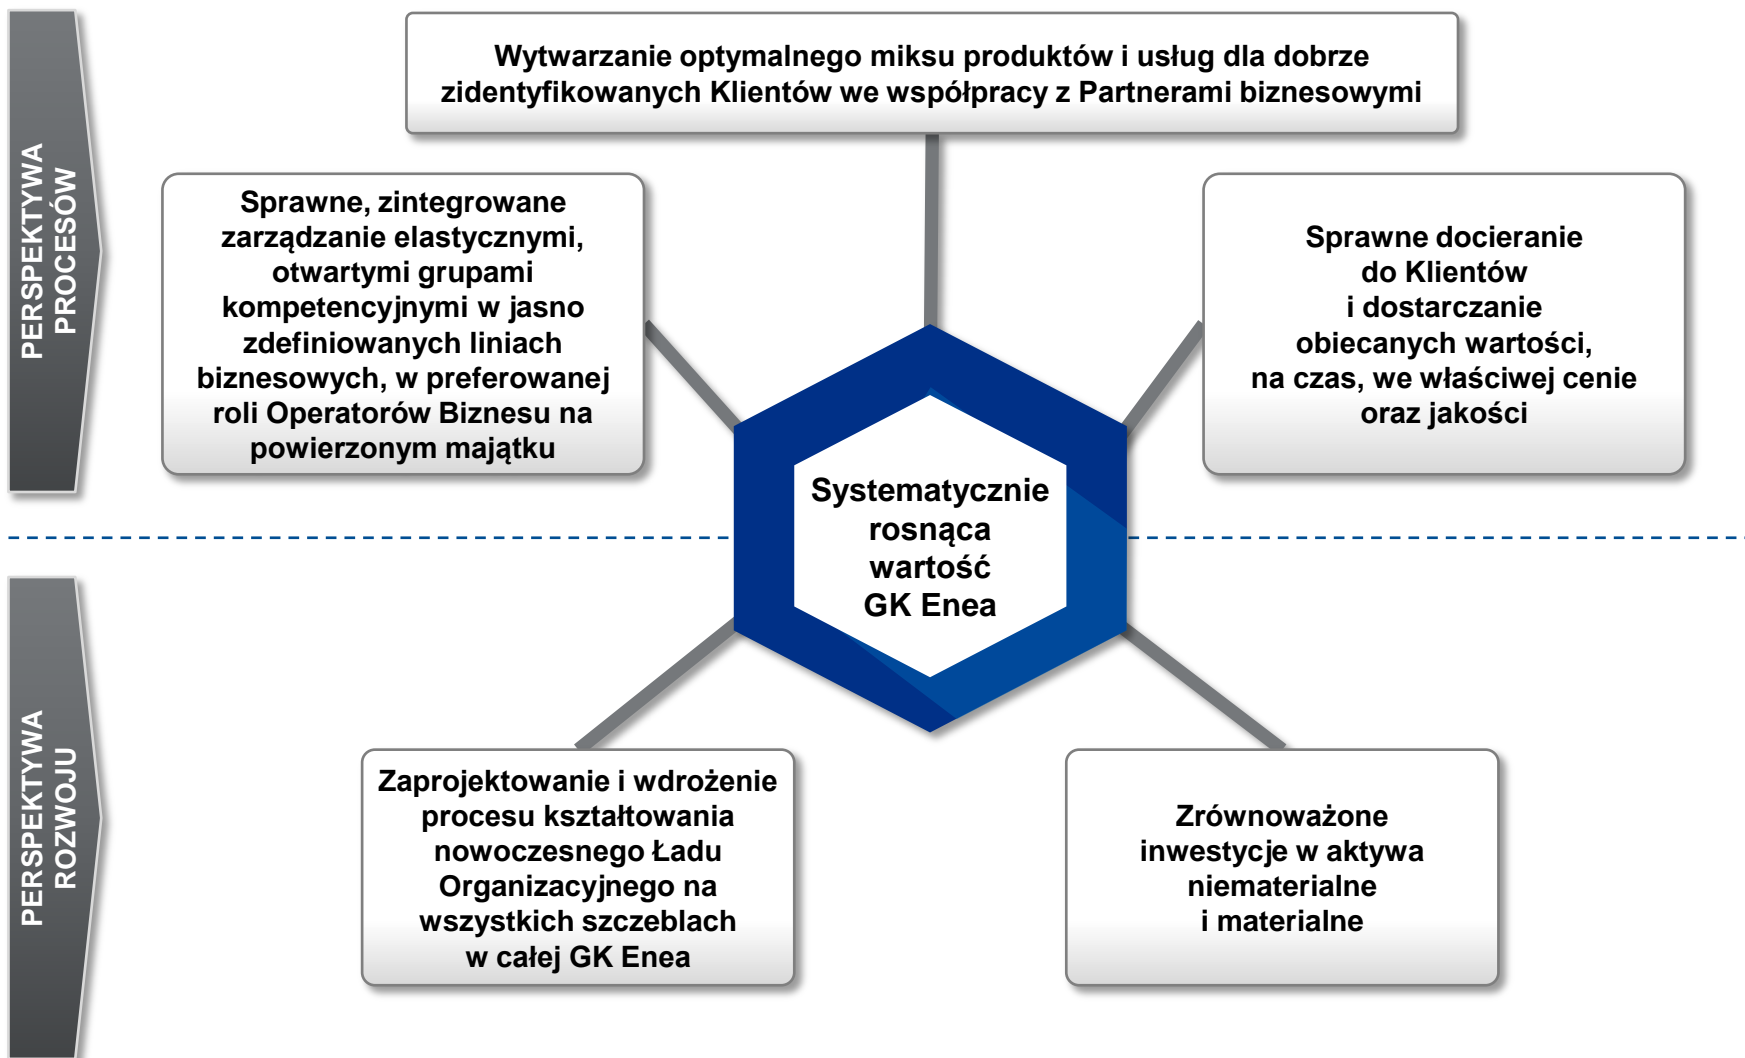 PERSPEKTYWA
PROCESÓW
Wytwarzanie optymalnego miksu produktów i usług dla dobrze
zidentyfikowanych Klientów we współpracy z Partnerami biznesowymi
Sprawne, zintegrowane
zarządzanie elastycznymi,
otwartymi grupami
kompetencyjnymi w jasno
zdefiniowanych liniach
biznesowych, w preferowanej
roli Operatorów Biznesu na
powierzonym majątku
Sprawne docieranie
do Klientów
i dostarczanie
obiecanych wartości,
na czas, we właściwej cenie
oraz jakości
Systematycznie
rosnąca
wartość
GK Enea
PERSPEKTYWA
ROZWOJU
Zaprojektowanie i wdrożenie
procesu kształtowania
nowoczesnego Ładu
Organizacyjnego na
wszystkich szczeblach
w całej GK Enea
Zrównoważone
inwestycje w aktywa
niematerialne
i materialne